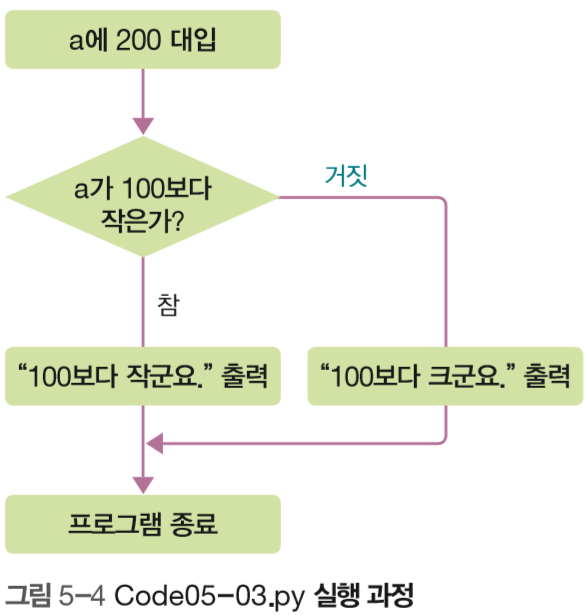 a에 200 대입
a가 100보다
작은가?
거짓
참
“100보다 작군요.” 출력
“100보다 크군요.” 출력
프로그램 종료
그림 5-4 Code05-03.py 실행 과정